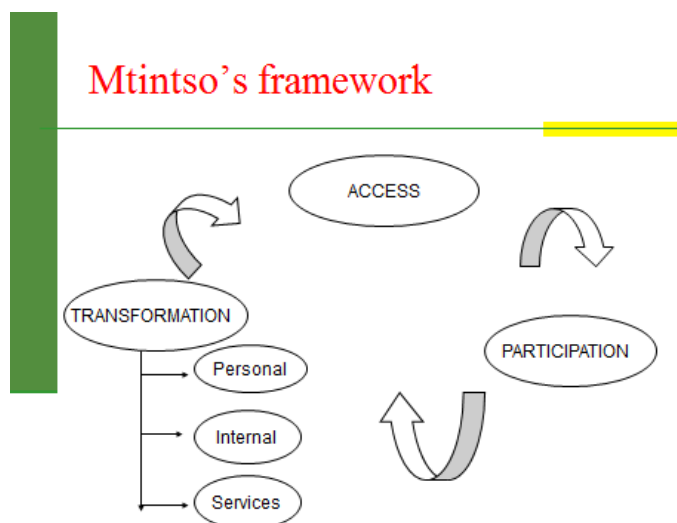 Mtintso's framework
ACCESS
TRANSFORMATION
PARTICIPATION
Personal
Internal
Services